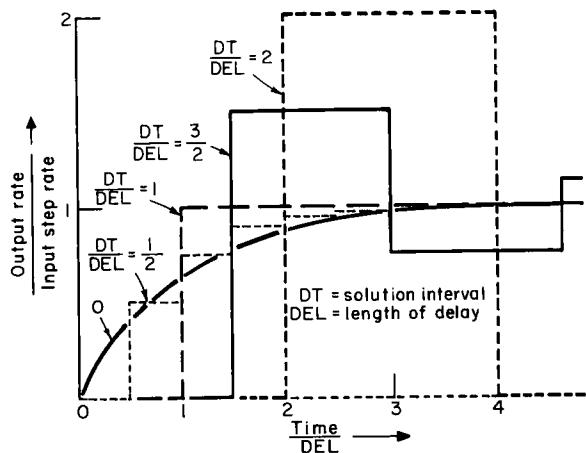 2
DT
DEL = 2
DT
DEL = 3
2
DT
DEL = 1
DT
DEL = 1
2
0
1
Output rate
Input step rate
DT = solution interval
DEL = length of delay
0
1
2
3
4
Time
DEL